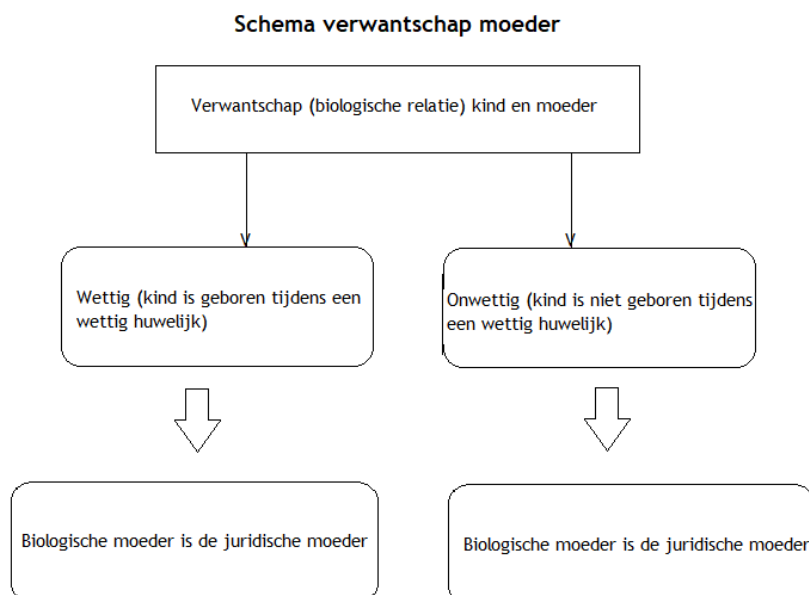 Schema verwantschap moeder
Verwantschap (biologische relatie) kind en moeder
Wettig (kind is geboren tijdens een
wettig huwelijk)
Onwettig (kind is niet geboren tijdens
een wettig huwelijk)
Biologische moeder is de juridische moeder
Biologische moeder is de juridische moeder